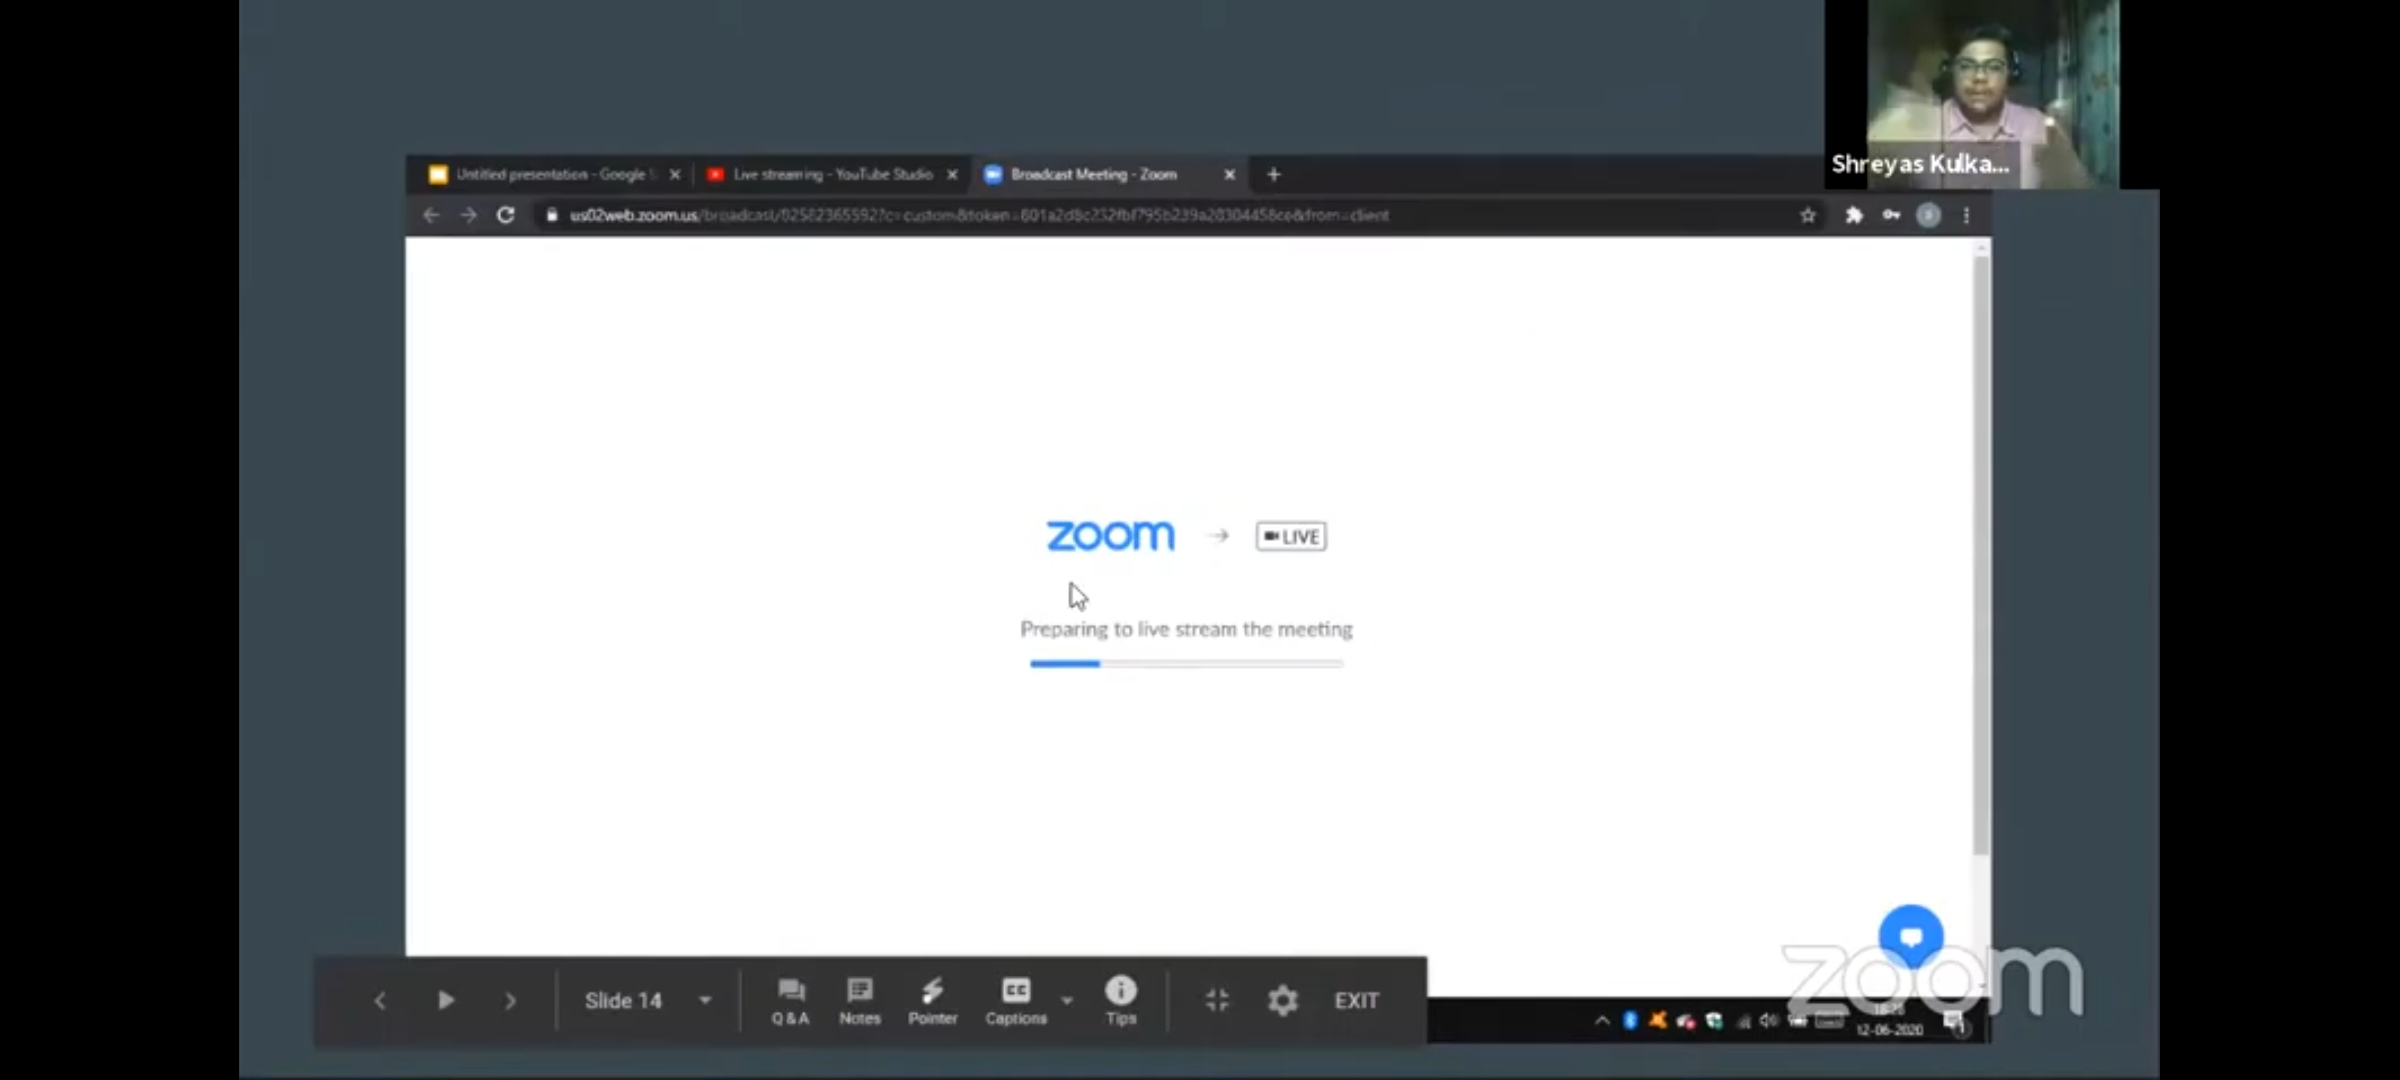 Shreyas Kulka...
Untitled presentation - Google S
Live streaming - YouTube Studio
Broadcast Meeting - Zoom
us02web.zoom.us/broadcast/
zoom
LIVE
Preparing to live stream the meeting
Slide 14
Q & A
Notes
CC
Pointer
Captions
Tips
EXIT
12-06-2020
zoom